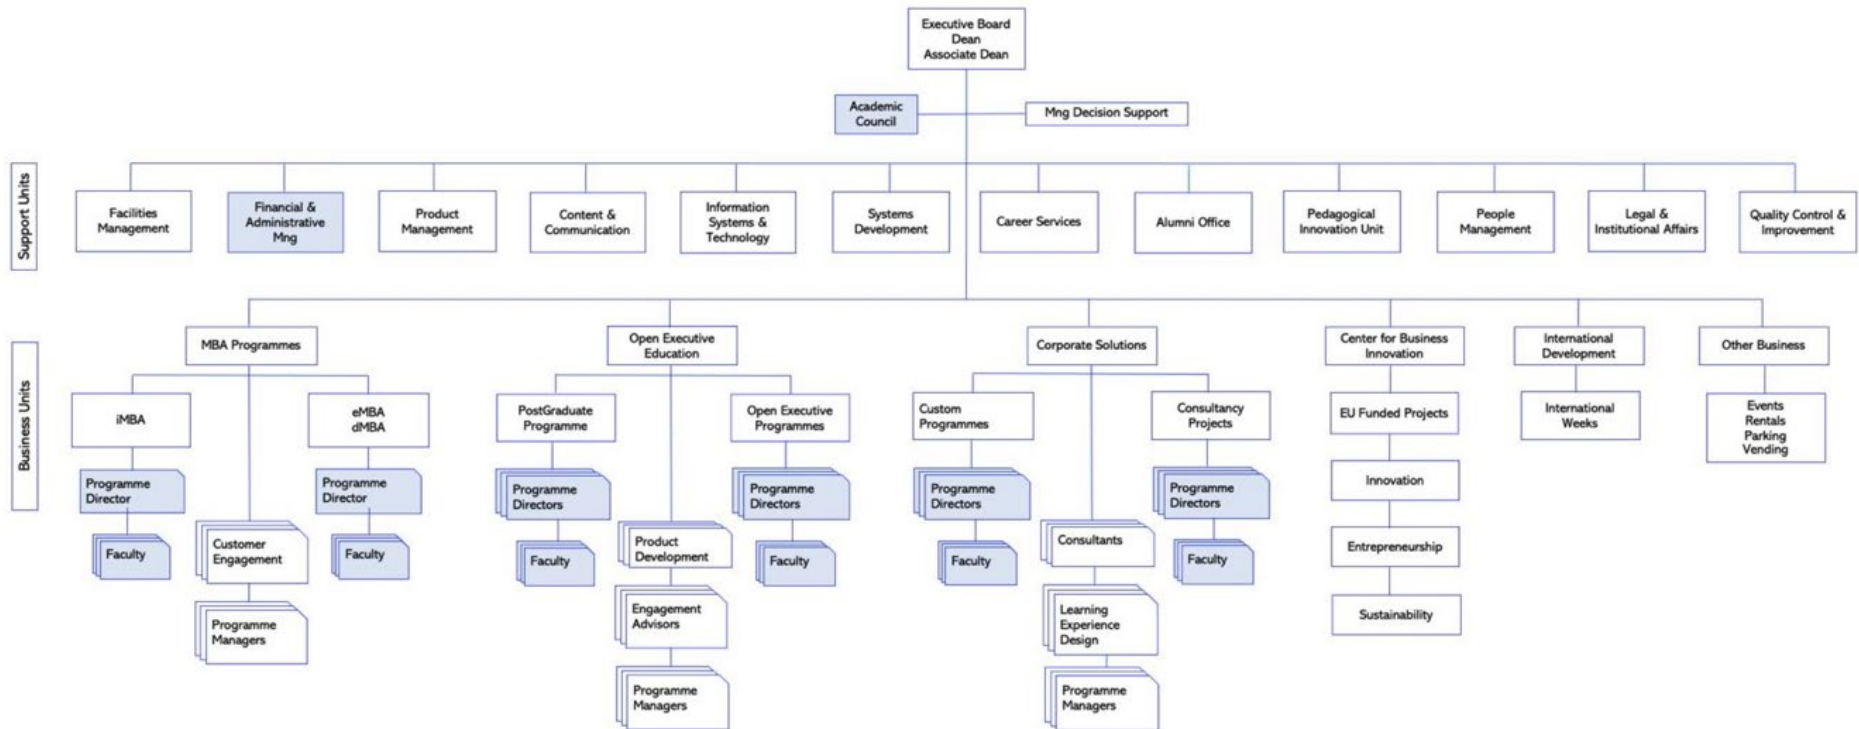 Executive Board
Dean
Associate Dean
Academic
Council
Mng Decision Support
Support Units
Facilities
Management
Financial &
Administrative
Mng
Product
Management
Content &
Communication
Information
Systems &
Technology
Systems
Development
Career Services
Alumni Office
Pedagogical
Innovation Unit
People
Management
Legal &
Institutional Affairs
Quality Control &
Improvement
Business Units
MBA Programmes
iMBA
Programme
Director
Faculty
eMBA
dMBA
Programme
Director
Faculty
Customer
Engagement
Programme
Managers
Open Executive
Education
PostGraduate
Programme
Programme
Directors
Faculty
Open Executive
Programmes
Programme
Directors
Faculty
Product
Development
Engagement
Advisors
Programme
Managers
Corporate Solutions
Custom
Programmes
Programme
Directors
Faculty
Consultancy
Projects
Programme
Directors
Faculty
Consultants
Learning
Experience
Design
Programme
Managers
Center for Business
Innovation
EU Funded Projects
Innovation
Entrepreneurship
Sustainability
International
Development
International
Weeks
Other Business
Events
Rentals
Parking
Vending